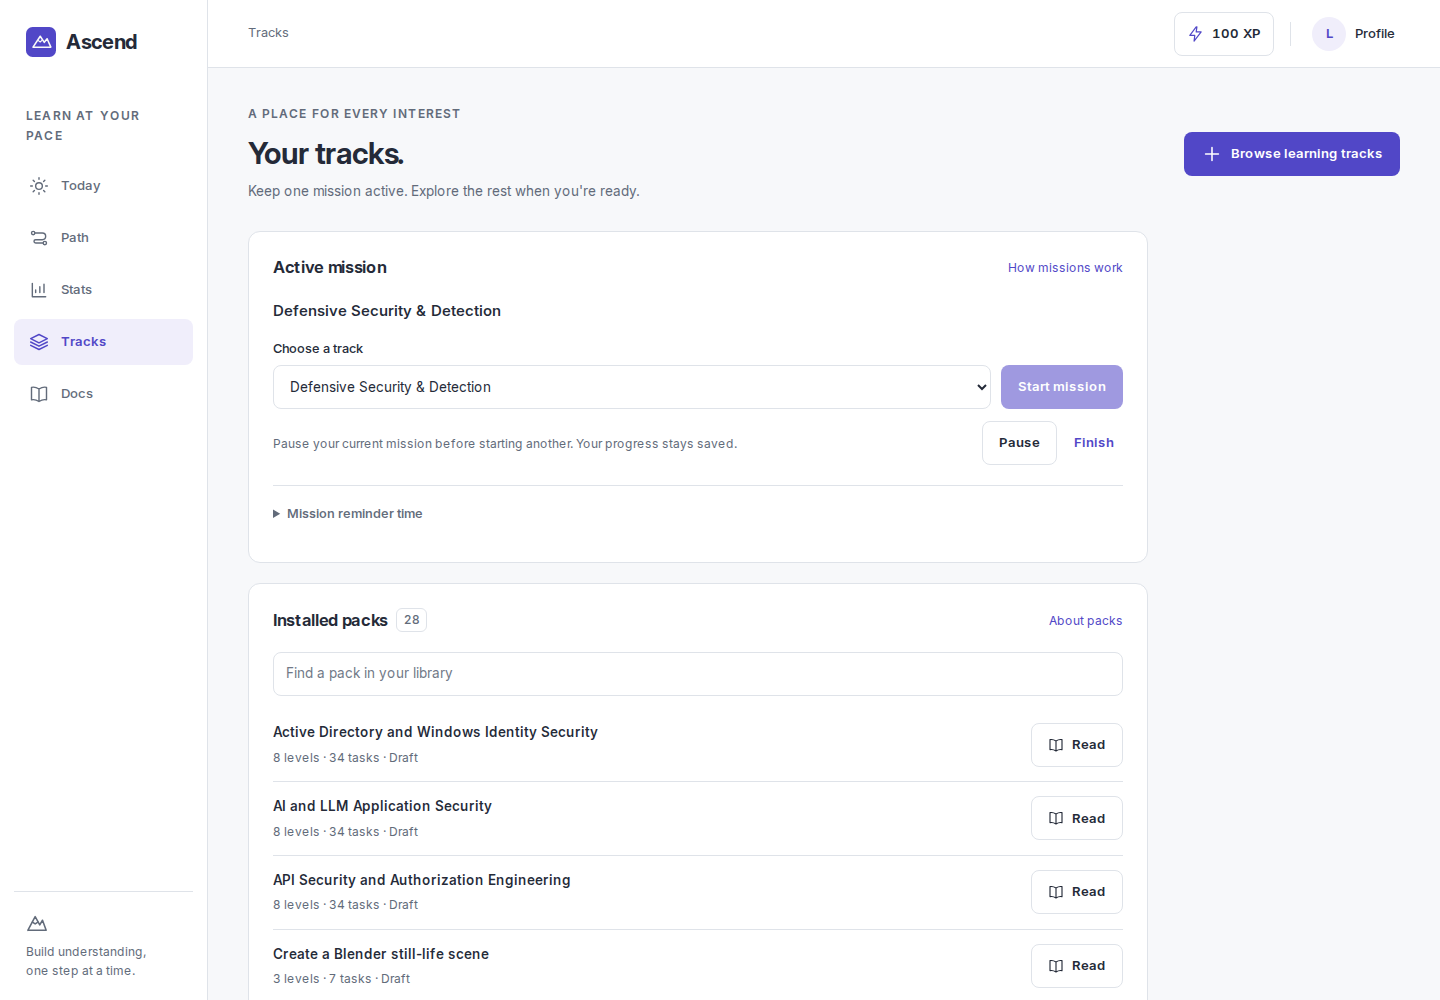 Ascend
LEARN AT YOUR
PACE
Today
Path
Stats
Tracks
Docs
Build understanding,
one step at a time.
Tracks
100 XP
L
Profile
A PLACE FOR EVERY INTEREST
Your tracks.
Keep one mission active. Explore the rest when you're ready.
Browse learning tracks
Active mission
How missions work
Defensive Security & Detection
Choose a track
Defensive Security & Detection
Start mission
Pause your current mission before starting another. Your progress stays saved.
Pause
Finish
Mission reminder time
Installed packs
28
About packs
Find a pack in your library
Active Directory and Windows Identity Security
8 levels · 34 tasks · Draft
Read
AI and LLM Application Security
8 levels · 34 tasks · Draft
Read
API Security and Authorization Engineering
8 levels · 34 tasks · Draft
Read
Create a Blender still-life scene
3 levels · 7 tasks · Draft
Read